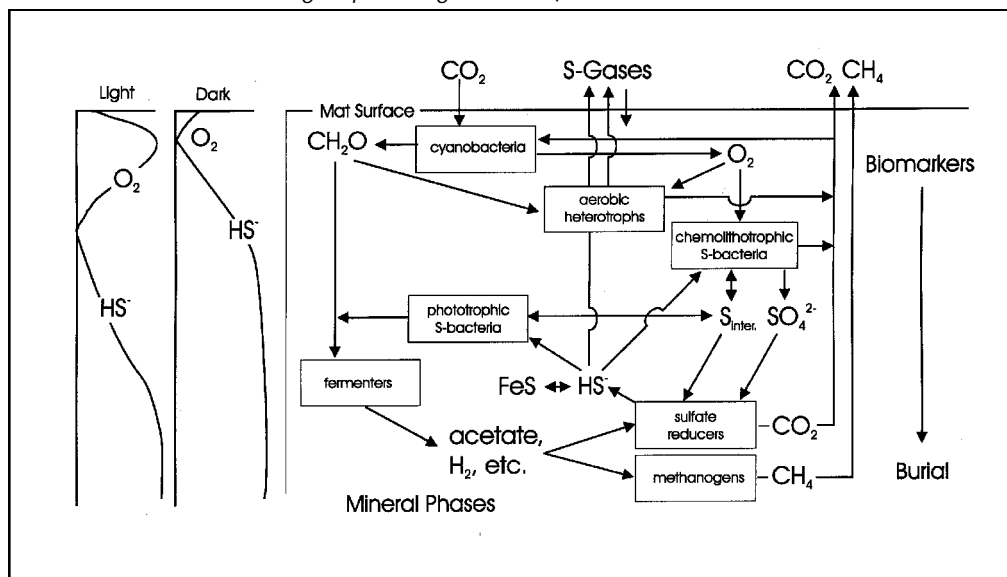 Light
Dark
O₂
HS⁻
O₂
HS⁻
CO₂
S-Gases
CO₂ CH₄
Mat Surface
CH₂O
cyanobacteria
O₂
Biomarkers
aerobic
heterotrophs
chemolithotrophic
S-bacteria
phototrophic
S-bacteria
S inter.
SO₄²⁻
fermenters
FeS
HS⁻
sulfate
reducers
CO₂
acetate,
H₂, etc.
methanogens
CH₄
Burial
Mineral Phases